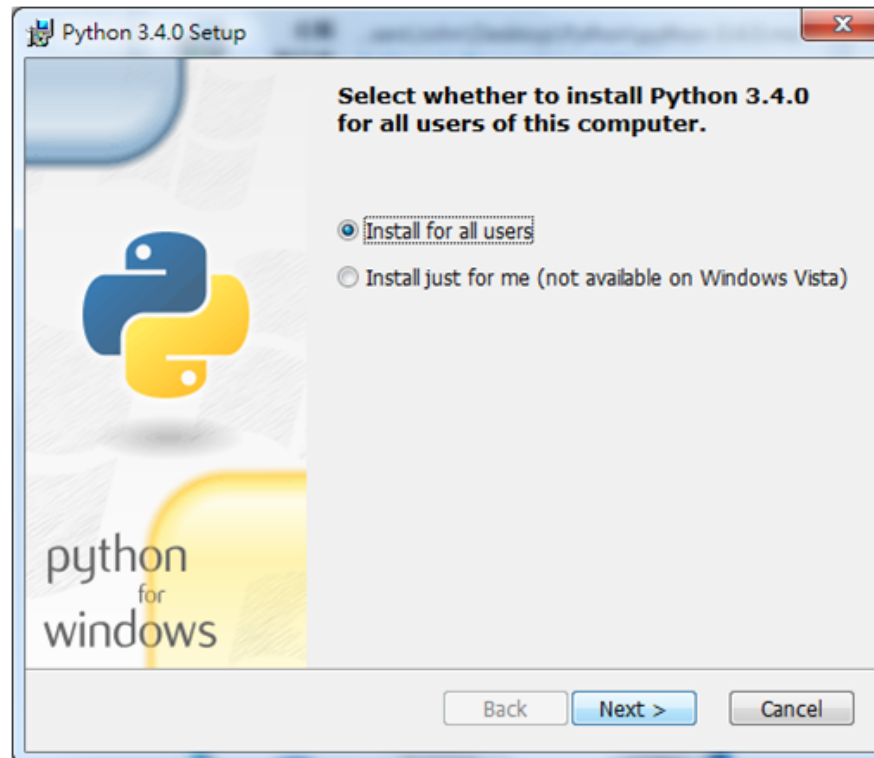 Python 3.4.0 Setup
Select whether to install Python 3.4.0
for all users of this computer.
Install for all users
Install just for me (not available on Windows Vista)
python
for
windows
Back
Next >
Cancel